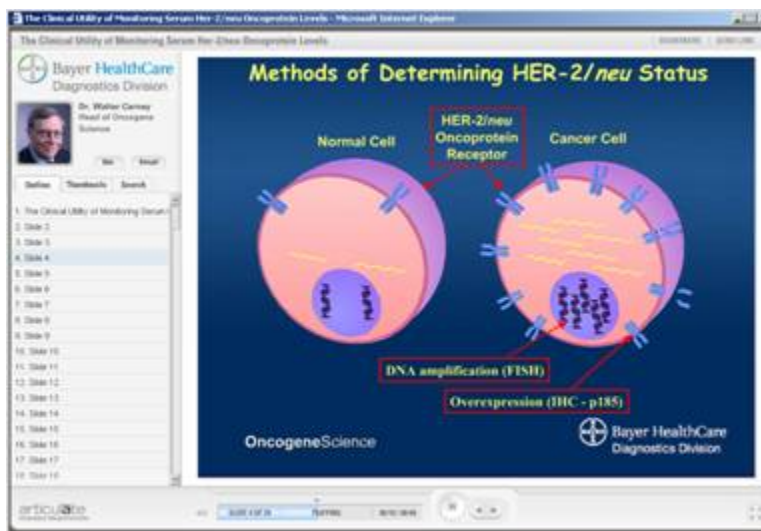 The Clinical Utility of Monitoring Serum Her-2/neu Oncoprotein Levels - Microsoft Internet Explorer
The Clinical Utility of Monitoring Serum Her-2/neu Oncoprotein Levels
Bayer HealthCare
Diagnostics Division
Dr. Walter Carney
Head of Oncogene
Science
Bio
Email
Outline
Thumbnails
Search
1. The Clinical Utility of Monitoring Serum
2. Slide 2
3. Slide 3
4. Slide 4
5. Slide 5
6. Slide 6
7. Slide 7
8. Slide 8
9. Slide 9
10. Slide 10
11. Slide 11
12. Slide 12
13. Slide 13
14. Slide 14
15. Slide 15
16. Slide 16
17. Slide 17
18. Slide 18
Methods of Determining HER-2/neu Status
Normal Cell
HER-2/neu
Oncoprotein
Receptor
Cancer Cell
DNA amplification (FISH)
Overexpression (IHC - p185)
OncogeneScience
Bayer HealthCare
Diagnostics Division
articulate